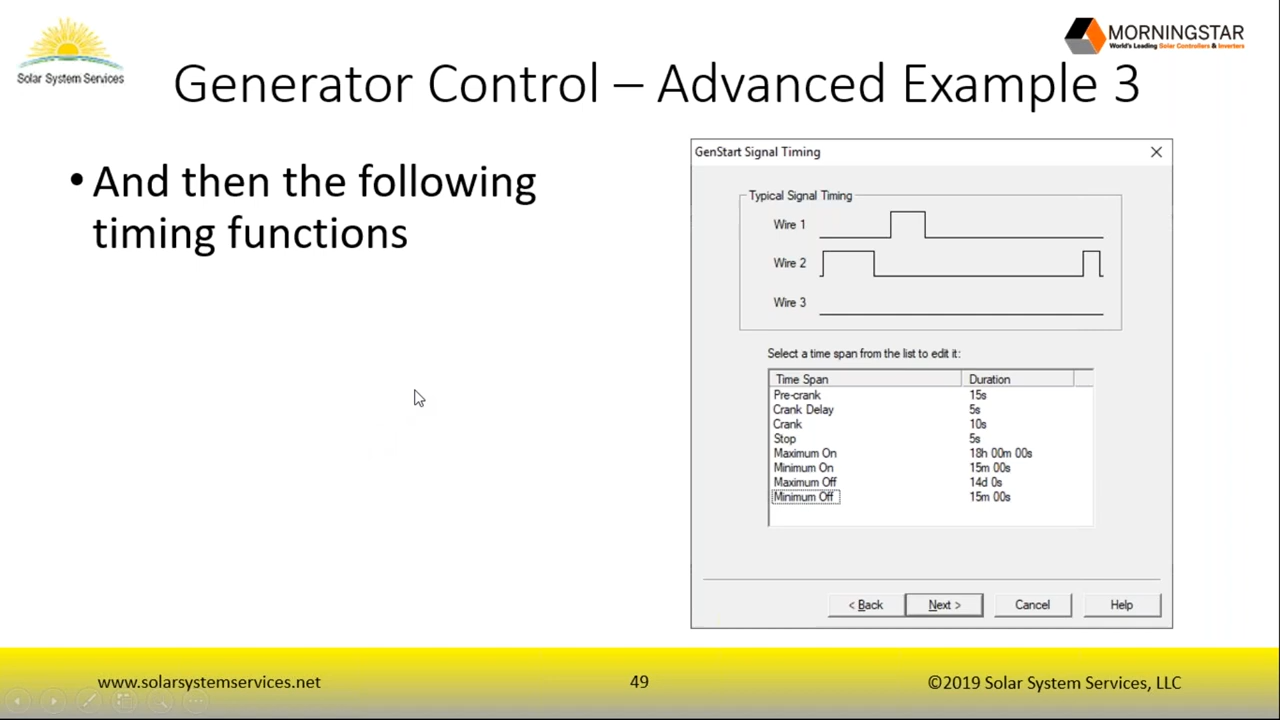 Solar System Services
MORNINGSTAR
World's Leading Solar Controllers & Inverters
Generator Control – Advanced Example 3
• And then the following
timing functions
GenStart Signal Timing
Typical Signal Timing
Wire 1
Wire 2
Wire 3
Select a time span from the list to edit it:
Time Span Duration
Pre-crank 15s
Crank Delay 5s
Crank 10s
Stop 5s
Maximum On 18h 00m 00s
Minimum On 15m 00s
Maximum Off 14d 0s
Minimum Off 15m 00s
< Back Next > Cancel Help
www.solarsystemservices.net 49 ©2019 Solar System Services, LLC